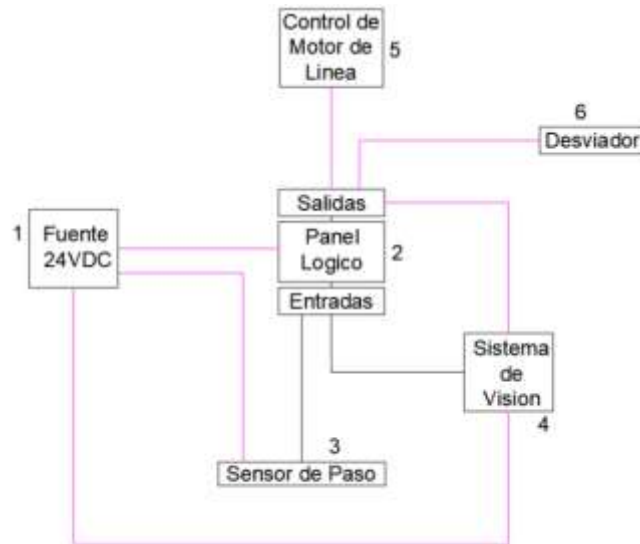 Control de
Motor de
Linea
5
6
Desviador
Salidas
1
Fuente
24VDC
Panel
Logico
2
Entradas
Sistema
de
Vision
4
3
Sensor de Paso